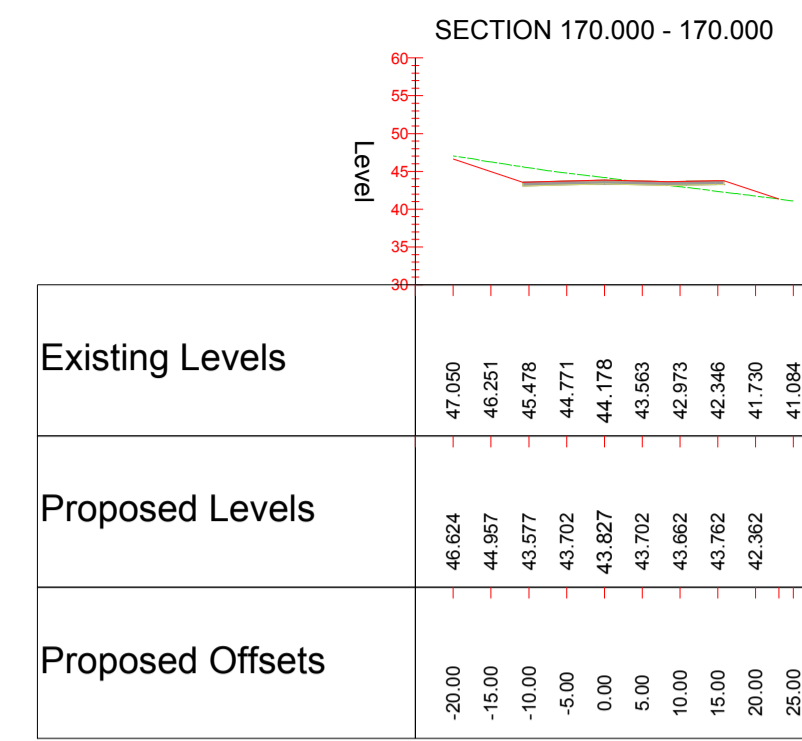 SECTION 170.000 - 170.000
60
55
50
45
40
35
30
Level
Existing Levels
47.050 46.251 45.478 44.771 44.178 43.563 42.973 42.346 41.730 41.084
Proposed Levels
46.624 44.957 43.577 43.702 43.827 43.702 43.662 43.762 42.362
Proposed Offsets
-20.00 -15.00 -10.00 -5.00 0.00 5.00 10.00 15.00 20.00 25.00